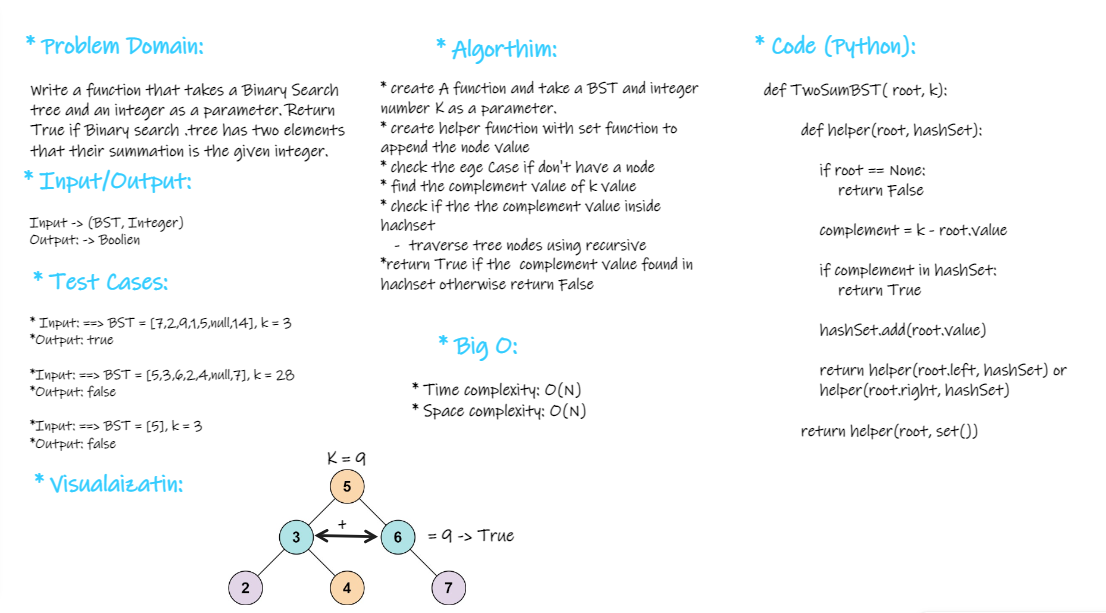 * Problem Domain:
Write a function that takes a Binary Search
tree and an integer as a parameter. Return
True if Binary search .tree has two elements
that their summation is the given integer.
* Input/Output:
Input -> (BST, Integer)
Output: -> Boolien
* Test Cases:
* Input: ==> BST = [7,2,9,1,5,null,14], k = 3
*Output: true
*Input: ==> BST = [5,3,6,2,4,null,7], k = 28
*Output: false
*Input: ==> BST = [5], k = 3
*Output: false
* Visualaizatin:
K = 9
5
3
+
6
= 9 -> True
2
4
7
* Algorthim:
* create A function and take a BST and integer
number K as a parameter.
* create helper function with set function to
append the node value
* check the ege Case if don't have a node
* find the complement value of k value
* check if the the complement value inside
hachset
- traverse tree nodes using recursive
*return True if the complement value found in
hachset otherwise return False
* Big O:
* Time complexity: O(N)
* Space complexity: O(N)
* Code (Python):
def TwoSumBST( root, k):
def helper(root, hashSet):
if root == None:
return False
complement = k - root.value
if complement in hashSet:
return True
hashSet.add(root.value)
return helper(root.left, hashSet) or
helper(root.right, hashSet)
return helper(root, set())